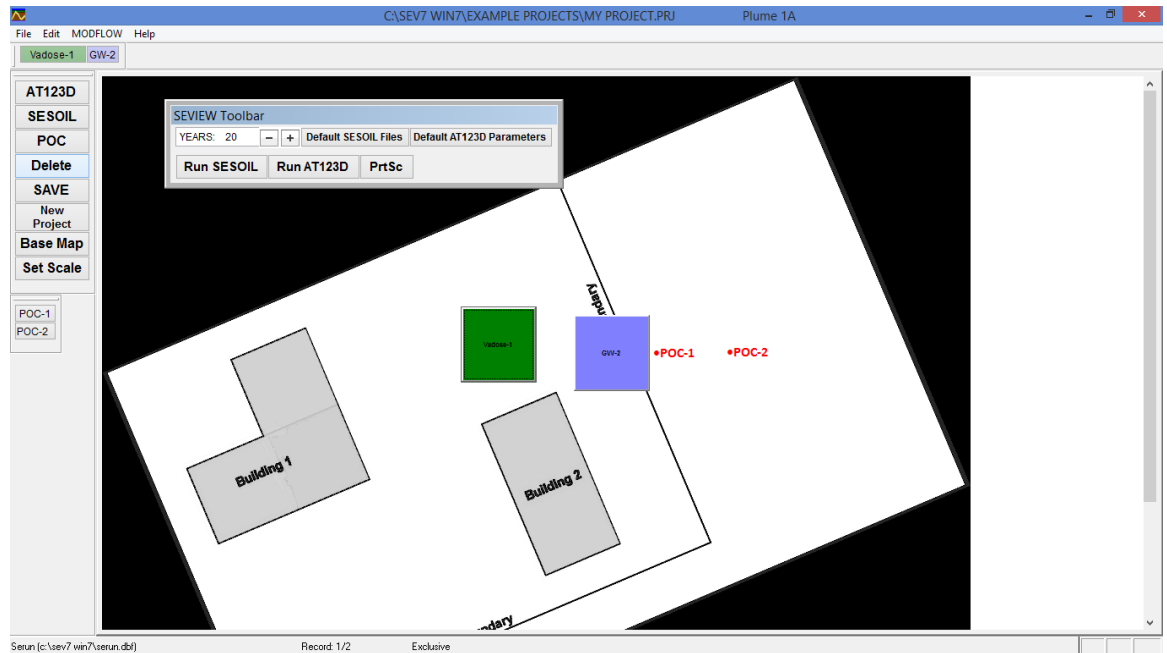 C:\SEV7 WIN7\EXAMPLE PROJECTS\MY PROJECT.PRJ Plume 1A
File Edit MODFLOW Help
Vadose-1 GW-2
AT123D
SESOIL
POC
Delete
SAVE
New
Project
Base Map
Set Scale
POC-1
POC-2
SEVIEW Toolbar
YEARS: 20 − + Default SESOIL Files Default AT123D Parameters
Run SESOIL Run AT123D PrtSc
ndary
Vadose-1
GW-2
POC-1
POC-2
Building 1
Building 2
ndary
Serun (c:\sev7 win7\serun.dbf) Record: 1/2 Exclusive